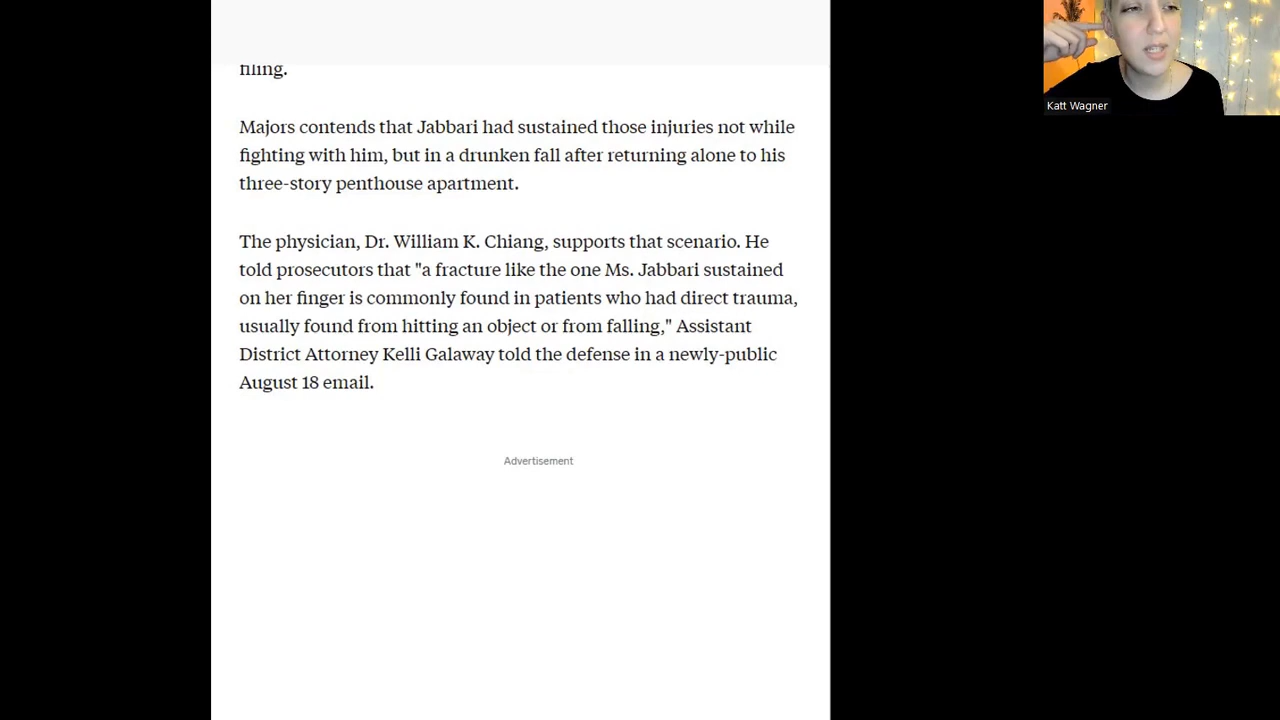 filing.
Majors contends that Jabbari had sustained those injuries not while
fighting with him, but in a drunken fall after returning alone to his
three-story penthouse apartment.
The physician, Dr. William K. Chiang, supports that scenario. He
told prosecutors that "a fracture like the one Ms. Jabbari sustained
on her finger is commonly found in patients who had direct trauma,
usually found from hitting an object or from falling," Assistant
District Attorney Kelli Galaway told the defense in a newly-public
August 18 email.
Advertisement
Katt Wagner